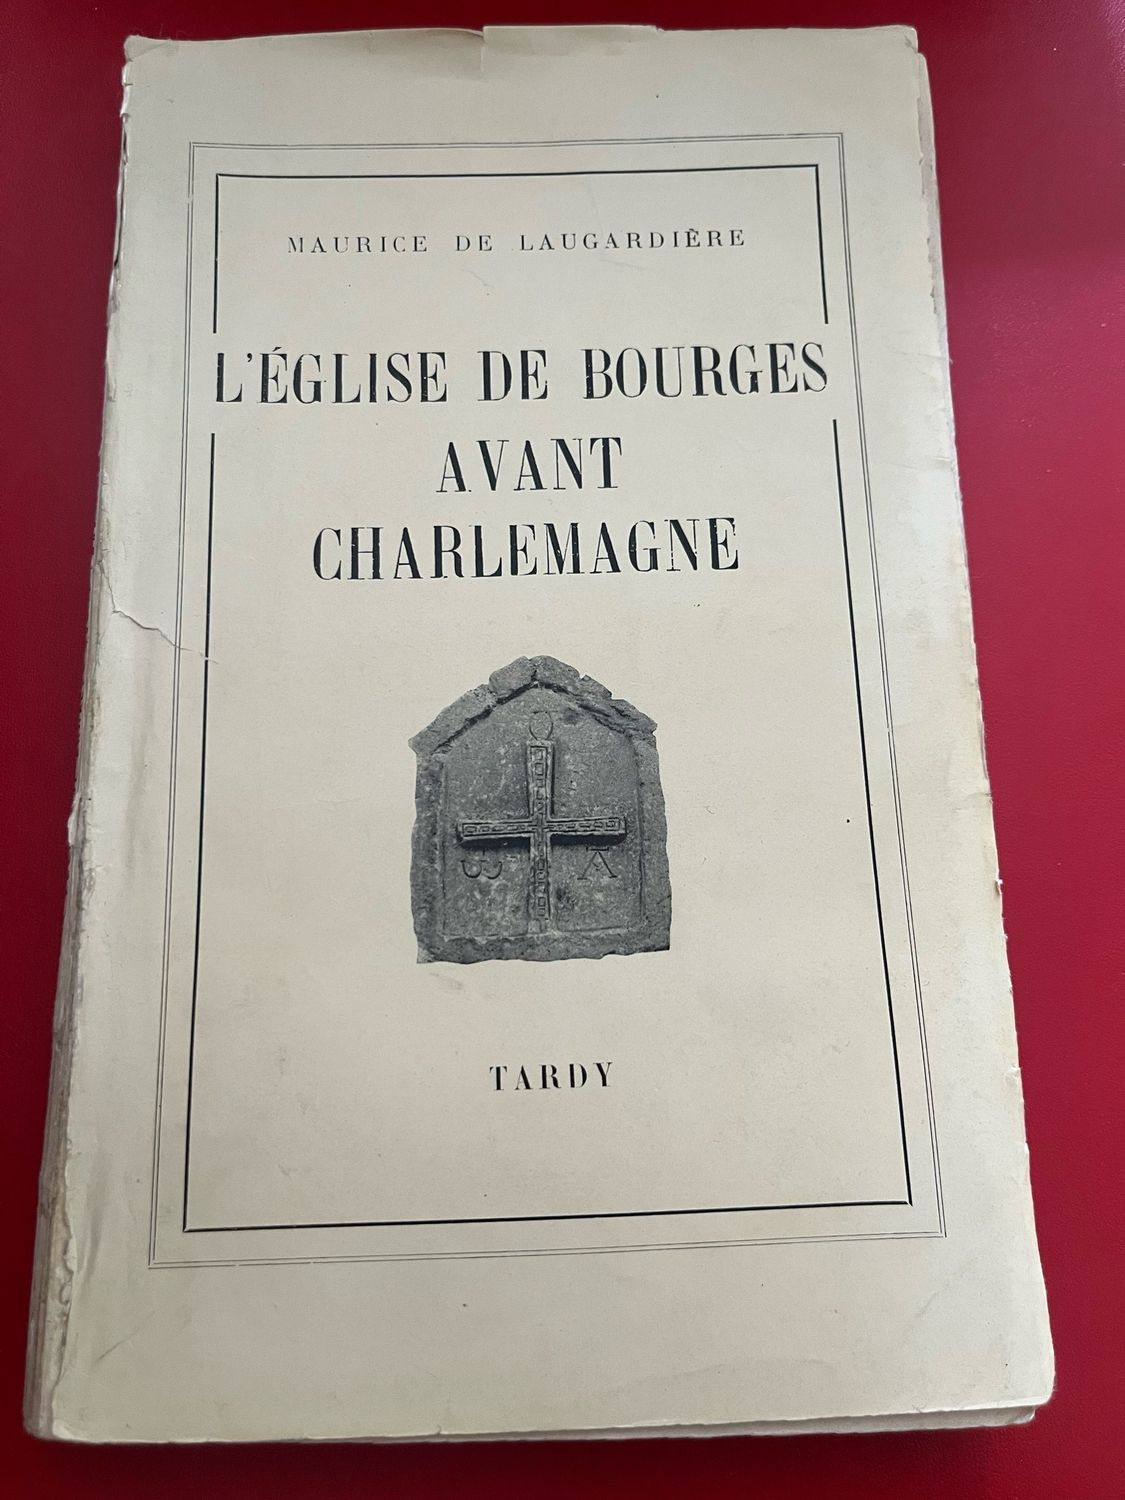 MAURICE DE LAUGARDIÈRE
L'ÉGLISE DE BOURGES
AVANT
CHARLEMAGNE
TARDY